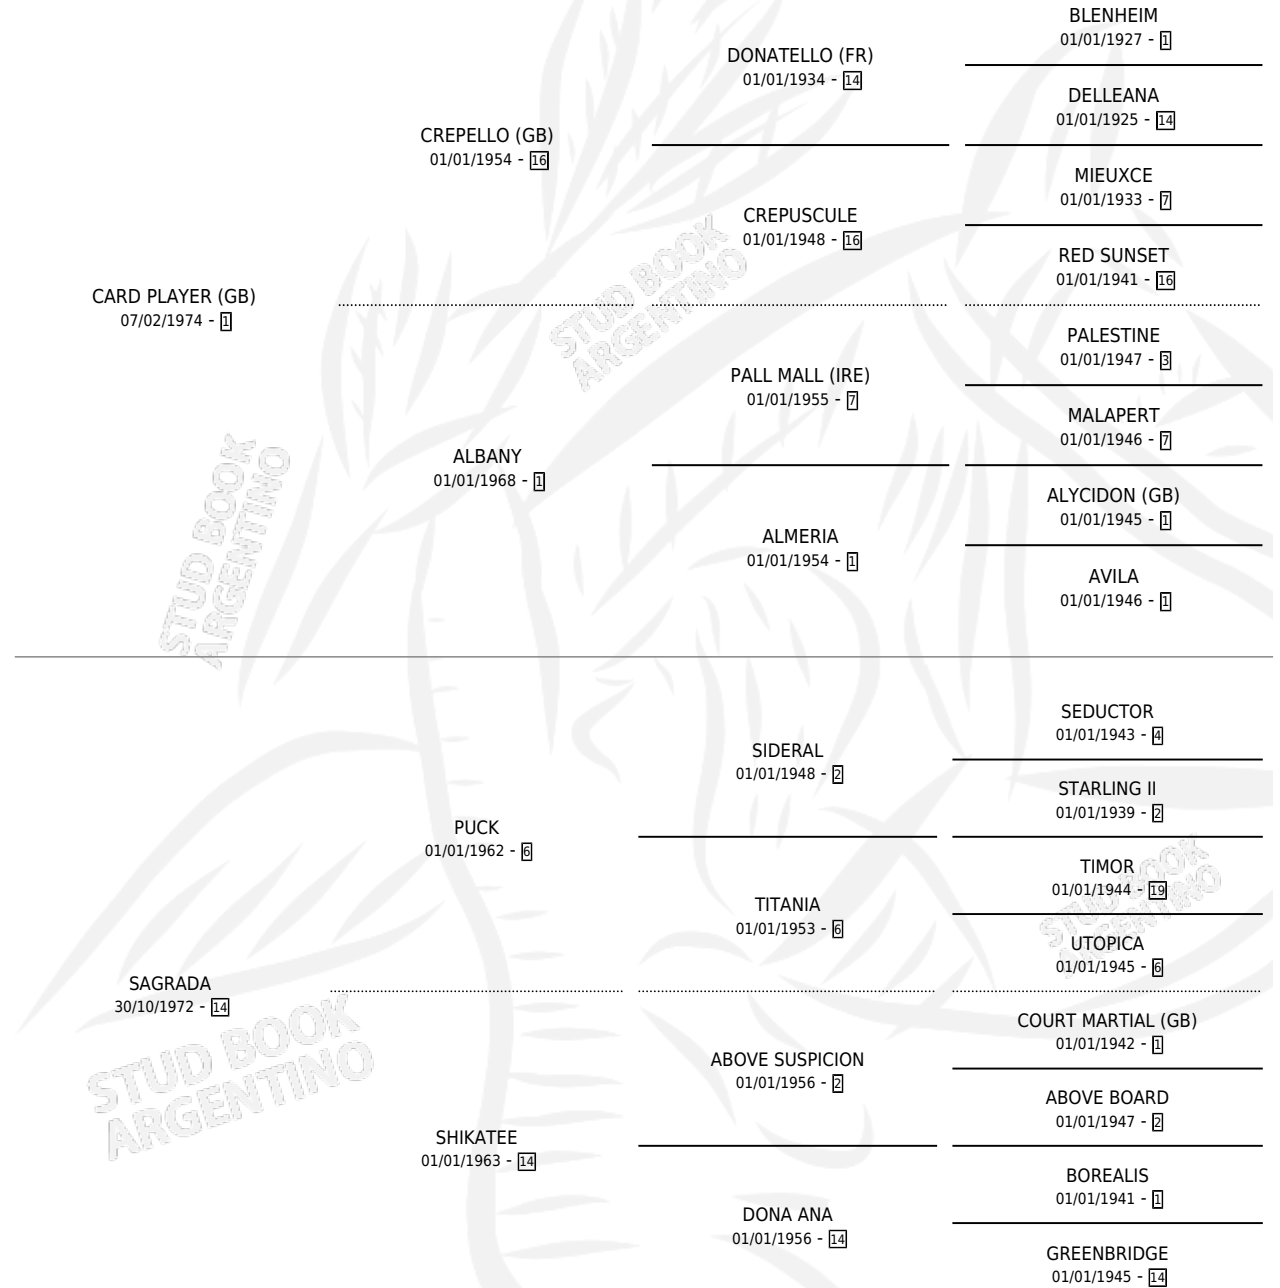 BLENHEIM
01/01/1927 - 1
DONATELLO (FR)
01/01/1934 - 14
DELLEANA
01/01/1925 - 14
CREPELLO (GB)
01/01/1954 - 16
MIEUXCE
01/01/1933 - 7
CREPUSCULE
01/01/1948 - 16
RED SUNSET
01/01/1941 - 16
CARD PLAYER (GB)
07/02/1974 - 1
STUD BOOK
ARGENTINO
PALESTINE
01/01/1947 - 3
PALL MALL (IRE)
01/01/1955 - 7
MALAPERT
01/01/1946 - 7
ALBANY
01/01/1968 - 1
ALYCIDON (GB)
01/01/1945 - 1
ALMERIA
01/01/1954 - 1
AVILA
01/01/1946 - 1
STUD BOOK
ARGENTINO
SEDUCTOR
01/01/1943 - 4
SIDERAL
01/01/1948 - 2
STARLING II
01/01/1939 - 2
PUCK
01/01/1962 - 6
TIMOR
01/01/1944 - 19
TITANIA
01/01/1953 - 6
STUD BOOK
ARGENTINO
UTOPICA
01/01/1945 - 6
SAGRADA
30/10/1972 - 14
COURT MARTIAL (GB)
01/01/1942 - 1
ABOVE SUSPICION
01/01/1956 - 2
STUD BOOK
ARGENTINO
ABOVE BOARD
01/01/1947 - 2
SHIKATEE
01/01/1963 - 14
BOREALIS
01/01/1941 - 1
DONA ANA
01/01/1956 - 14
GREENBRIDGE
01/01/1945 - 14